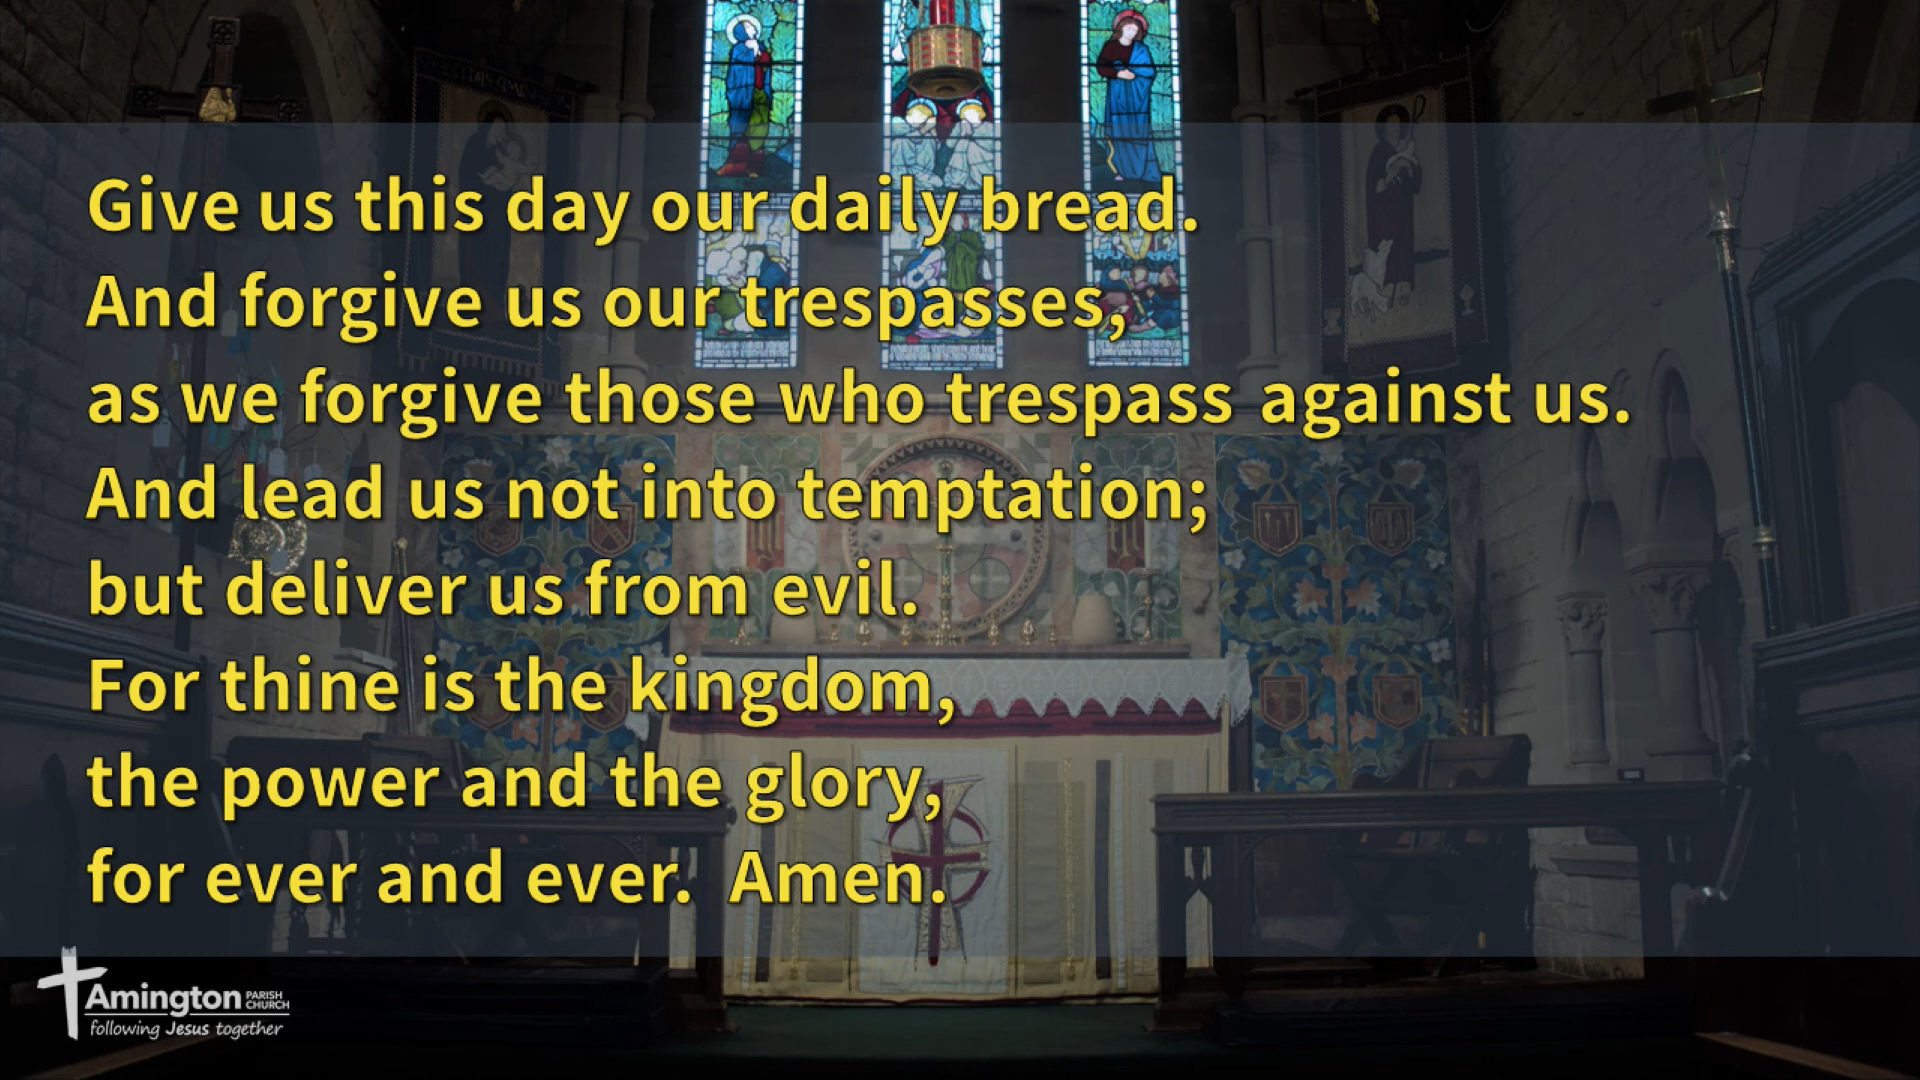 Give us this day our daily bread.
And forgive us our trespasses,
as we forgive those who trespass against us.
And lead us not into temptation;
but deliver us from evil.
For thine is the kingdom,
the power and the glory,
for ever and ever.  Amen.
Amington PARISH CHURCH
following Jesus together